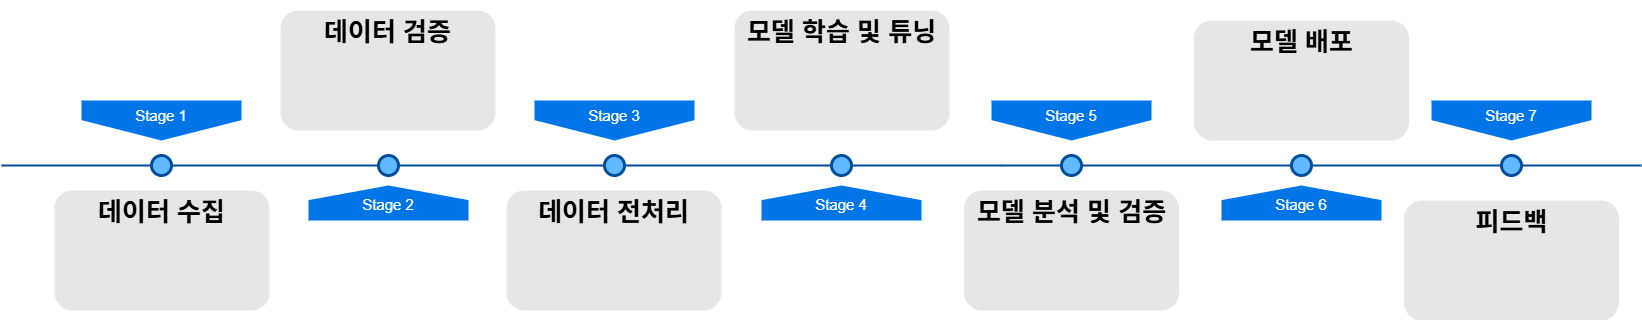 Stage 1
데이터 수집
데이터 검증
Stage 2
Stage 3
데이터 전처리
모델 학습 및 튜닝
Stage 4
Stage 5
모델 분석 및 검증
모델 배포
Stage 6
Stage 7
피드백